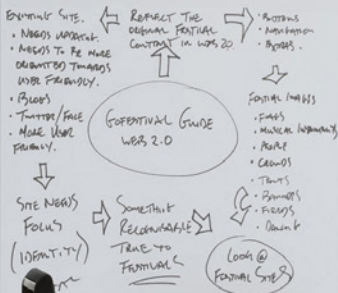 EXISTING SITE.
• NEEDS UPDATING.
• NEEDS TO BE MORE
ORIENTATED TOWARDS
USER FRIENDLY.
• BLOGS
• TWITTER/FACE
• MORE USER
FRIENDLY.
SITE NEEDS
FOCUS
(IDENTITY)
REFLECT THE
ORIGINAL FESTIVAL
CONTENT IN WEB 2.0
GOFESTIVAL GUIDE
WEB 2.0
SOMETHING
RECOGNISABLE
TRUE TO
FESTIVALS
• BUTTONS
• NAVIGATION
• EXTRAS.
FESTIVAL IMAGES
• FLAGS
• MUSICAL INSTRUMENTS
• PEOPLE
• CROWDS
• TENTS
• BANNERS
• FIELDS
LOOK @
FESTIVAL SITES